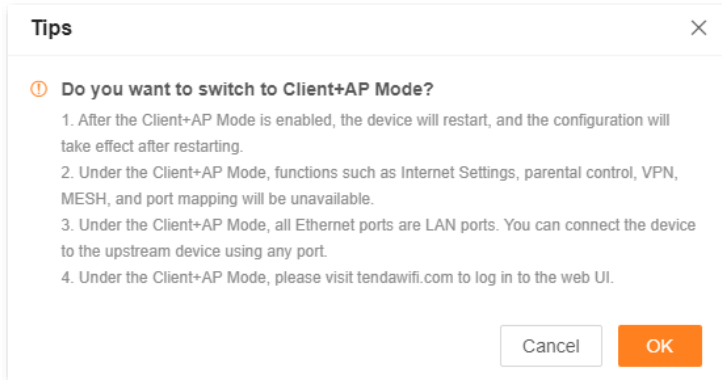 Tips
Do you want to switch to Client+AP Mode?
1. After the Client+AP Mode is enabled, the device will restart, and the configuration will
take effect after restarting.
2. Under the Client+AP Mode, functions such as Internet Settings, parental control, VPN,
MESH, and port mapping will be unavailable.
3. Under the Client+AP Mode, all Ethernet ports are LAN ports. You can connect the device
to the upstream device using any port.
4. Under the Client+AP Mode, please visit tendawifi.com to log in to the web UI.
Cancel
OK